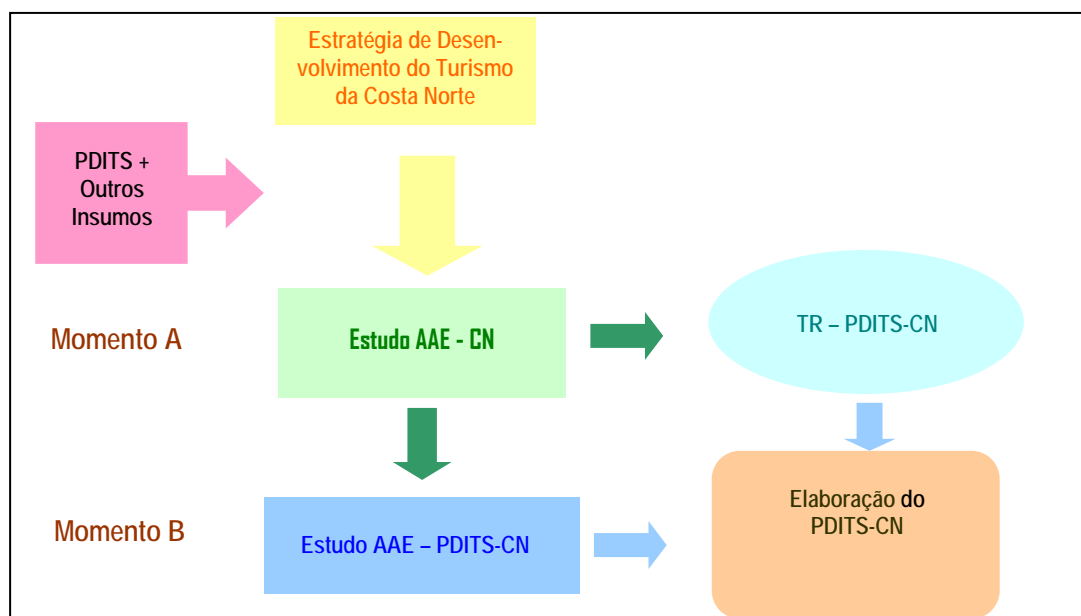 Estratégia de Desen-
volvimento do Turismo
da Costa Norte
PDITS +
Outros
Insumos
Momento A
Estudo AAE - CN
TR – PDITS-CN
Momento B
Estudo AAE – PDITS-CN
Elaboração do
PDITS-CN